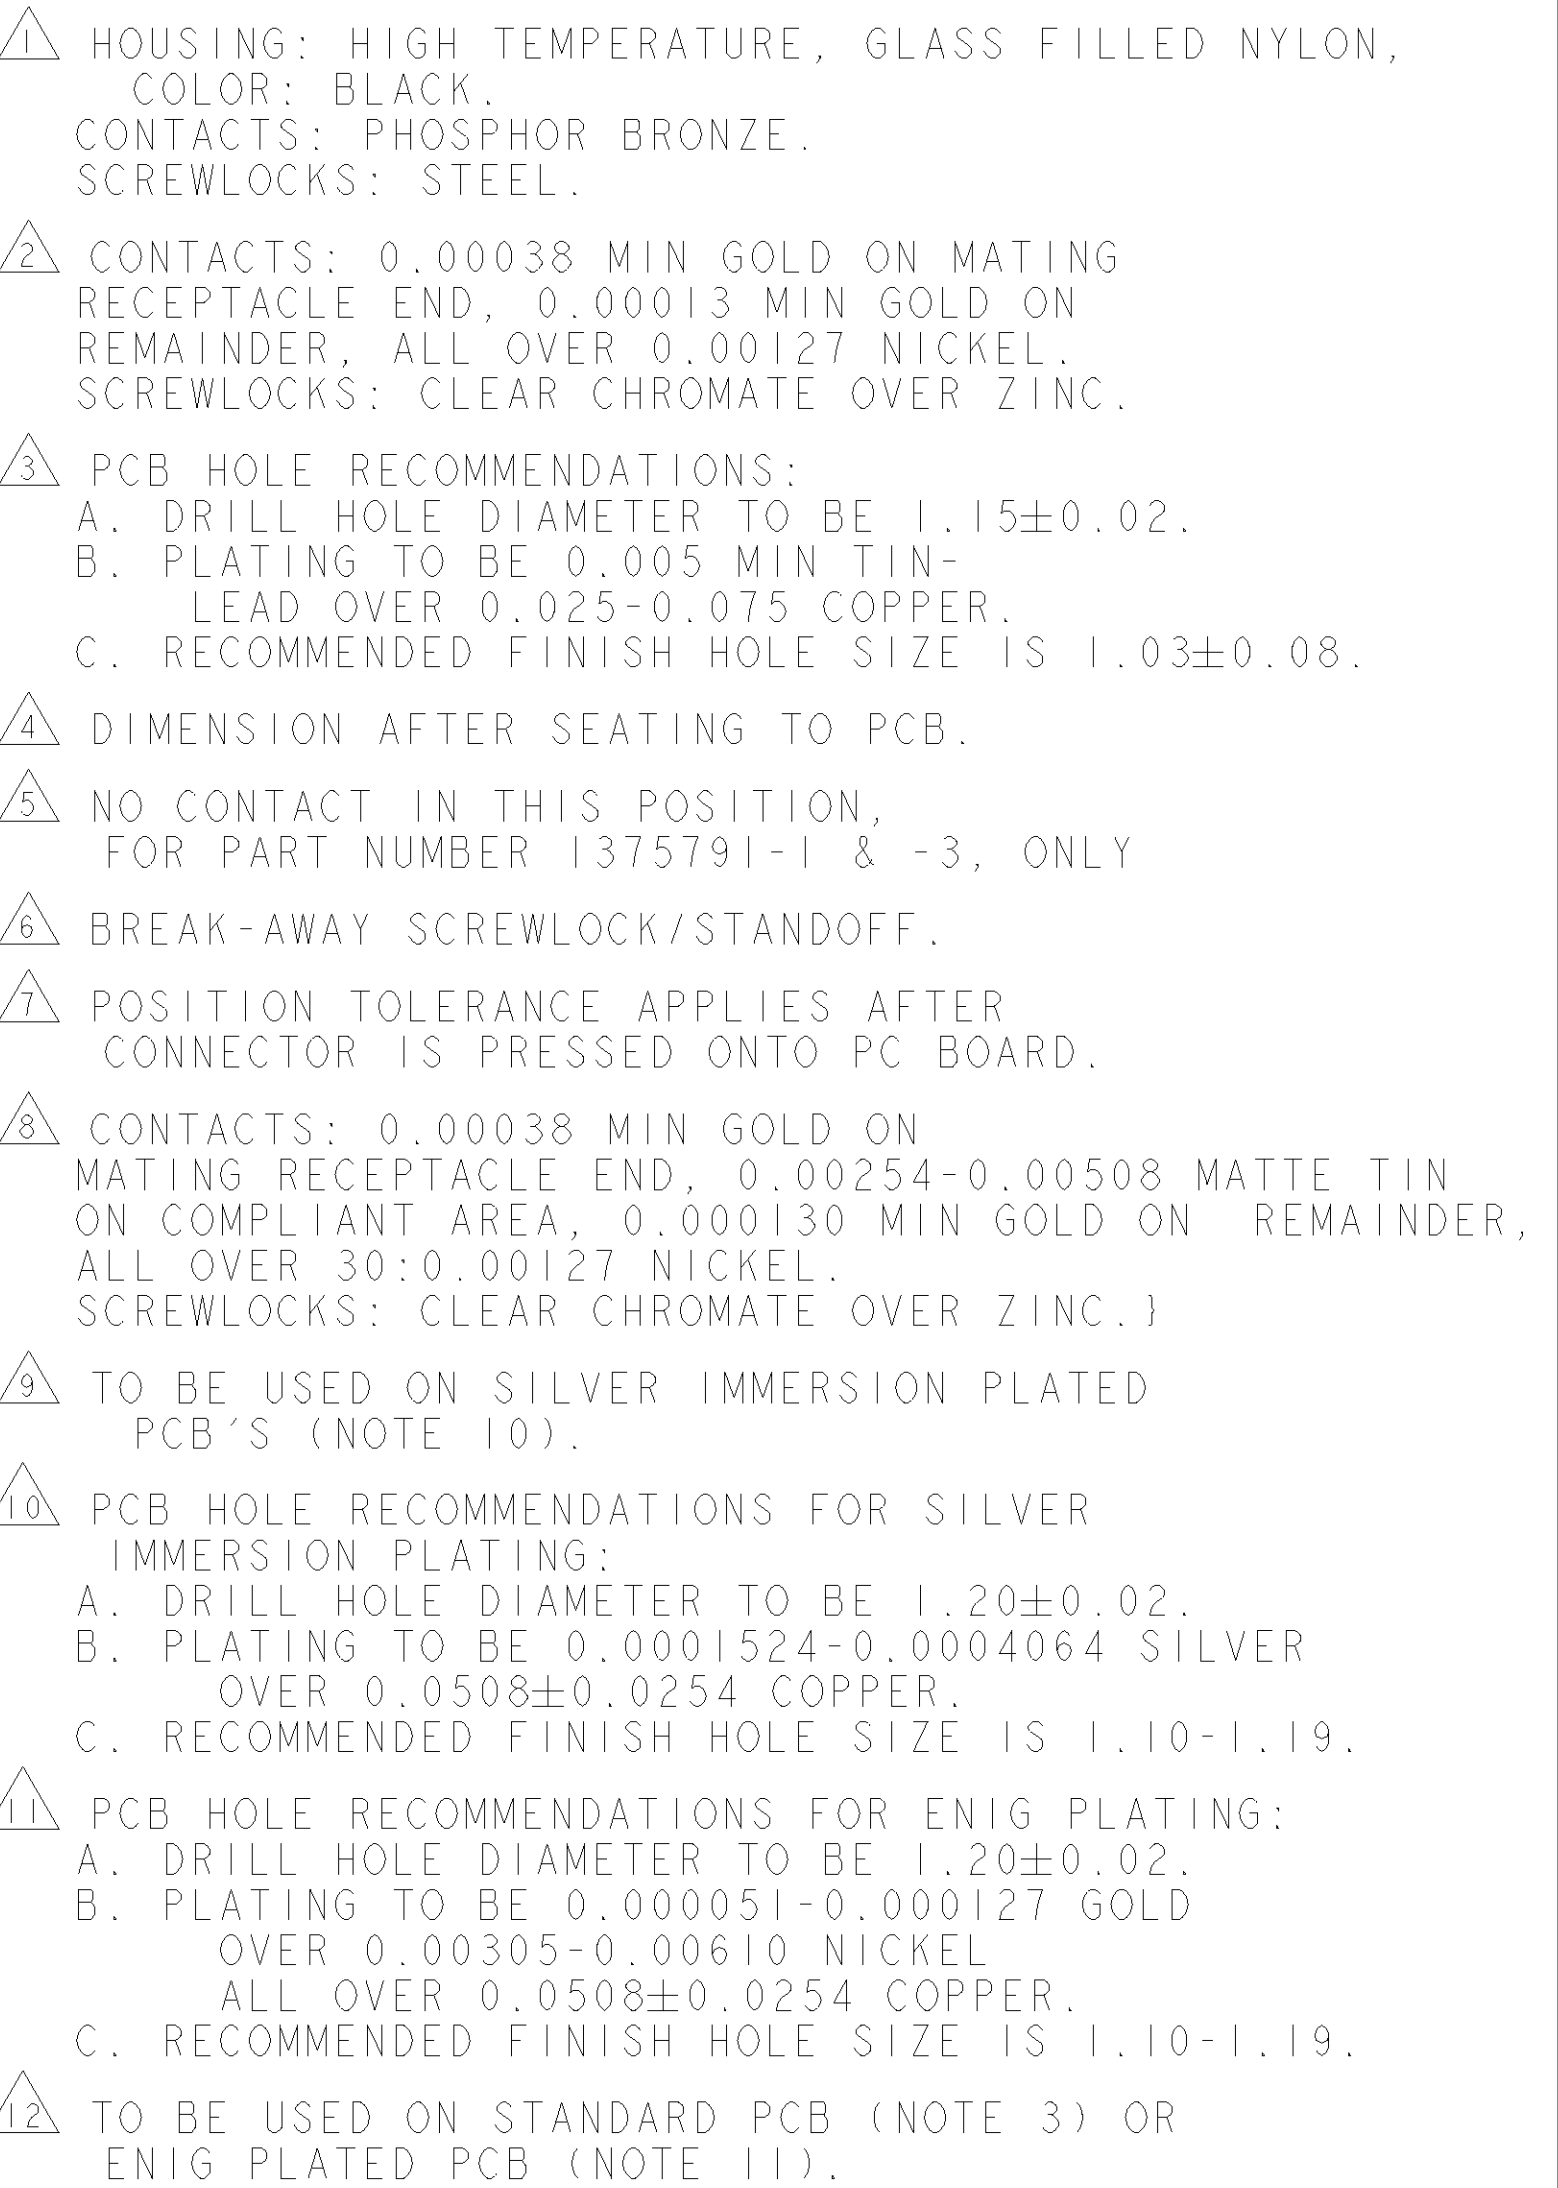 1 HOUSING: HIGH TEMPERATURE, GLASS FILLED NYLON,
COLOR: BLACK.
CONTACTS: PHOSPHOR BRONZE.
SCREWLOCKS: STEEL.
2 CONTACTS: 0.00038 MIN GOLD ON MATING
RECEPTACLE END, 0.00013 MIN GOLD ON
REMAINDER, ALL OVER 0.00127 NICKEL.
SCREWLOCKS: CLEAR CHROMATE OVER ZINC.
3 PCB HOLE RECOMMENDATIONS:
A. DRILL HOLE DIAMETER TO BE 1.15±0.02.
B. PLATING TO BE 0.005 MIN TIN-
LEAD OVER 0.025-0.075 COPPER.
C. RECOMMENDED FINISH HOLE SIZE IS 1.03±0.08.
4 DIMENSION AFTER SEATING TO PCB.
5 NO CONTACT IN THIS POSITION,
FOR PART NUMBER 1375791-1 & -3, ONLY
6 BREAK-AWAY SCREWLOCK/STANDOFF.
7 POSITION TOLERANCE APPLIES AFTER
CONNECTOR IS PRESSED ONTO PC BOARD.
8 CONTACTS: 0.00038 MIN GOLD ON
MATING RECEPTACLE END, 0.00254-0.00508 MATTE TIN
ON COMPLIANT AREA, 0.000130 MIN GOLD ON REMAINDER,
ALL OVER 30:0.00127 NICKEL.
SCREWLOCKS: CLEAR CHROMATE OVER ZINC.}
9 TO BE USED ON SILVER IMMERSION PLATED
PCB'S (NOTE 10).
10 PCB HOLE RECOMMENDATIONS FOR SILVER
IMMERSION PLATING:
A. DRILL HOLE DIAMETER TO BE 1.20±0.02.
B. PLATING TO BE 0.0001524-0.0004064 SILVER
OVER 0.0508±0.0254 COPPER.
C. RECOMMENDED FINISH HOLE SIZE IS 1.10-1.19.
11 PCB HOLE RECOMMENDATIONS FOR ENIG PLATING:
A. DRILL HOLE DIAMETER TO BE 1.20±0.02.
B. PLATING TO BE 0.000051-0.000127 GOLD
OVER 0.00305-0.00610 NICKEL
ALL OVER 0.0508±0.0254 COPPER.
C. RECOMMENDED FINISH HOLE SIZE IS 1.10-1.19.
12 TO BE USED ON STANDARD PCB (NOTE 3) OR
ENIG PLATED PCB (NOTE 11).